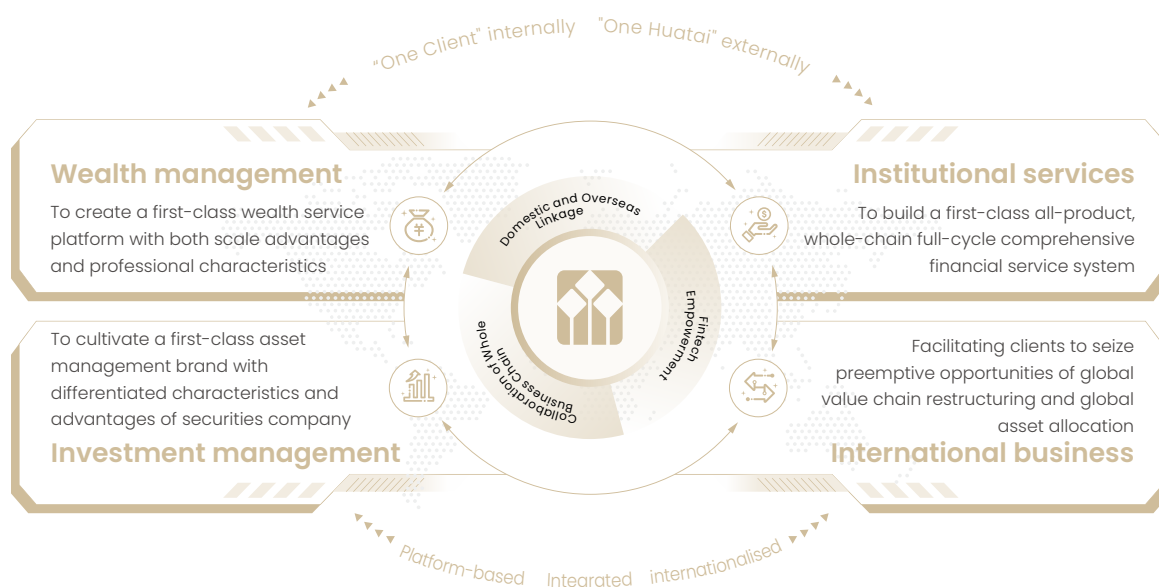 “One Client" internally "One Huatai" externally
Wealth management
To create a first-class wealth service
platform with both scale advantages
and professional characteristics
Institutional services
To build a first-class all-product,
whole-chain full-cycle comprehensive
financial service system
Domestic and Overseas
Linkage
Fintech
Empowerment
Collaboration of Whole
Business Chain
¥
$
To cultivate a first-class asset
management brand with
differentiated characteristics and
advantages of securities company
Investment management
Facilitating clients to seize
preemptive opportunities of global
value chain restructuring and global
asset allocation
International business
Platform-based Integrated internationalised